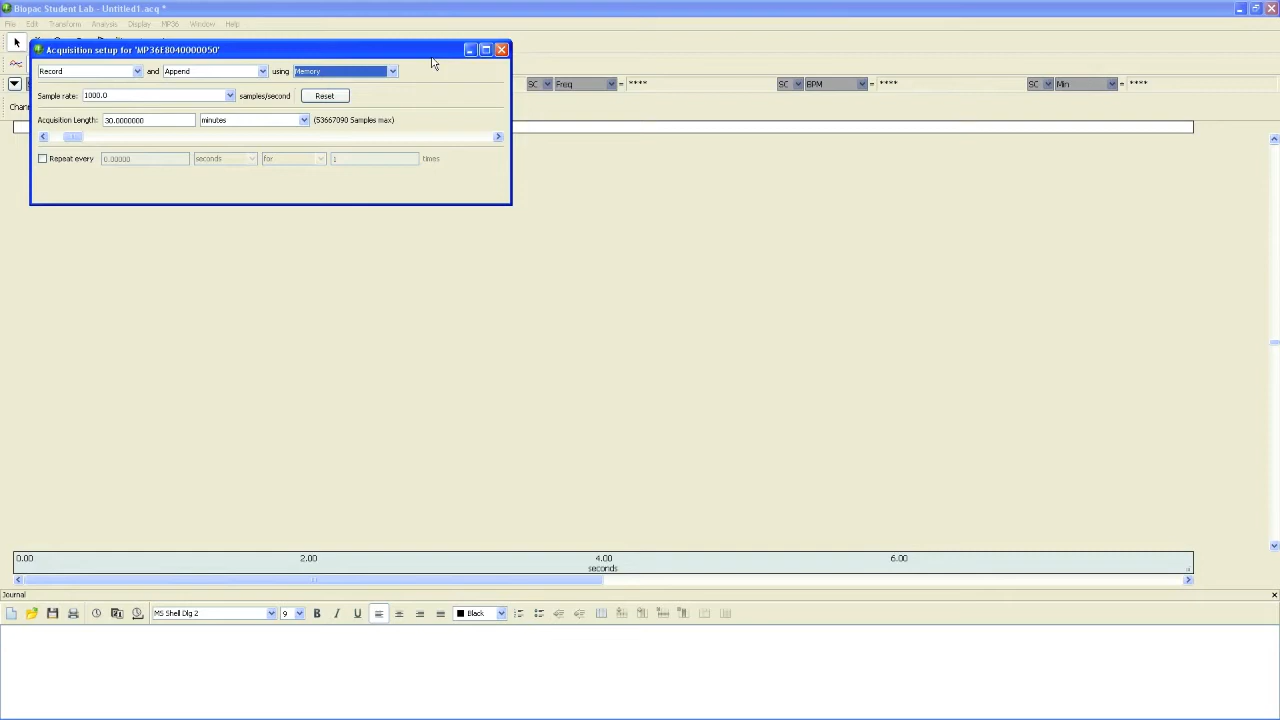 Biopac Student Lab - Untitled1.acq *
File Edit Transform Analysis Display MP36 Window Help
Acquisition setup for 'MP36E8040000050'
Record and Append using Memory
SC Freq = **** SC BPM = **** SC Min = ****
Sample rate: 1000.0 samples/second Reset
Acquisition Length: 30.0000000 minutes (53667090 Samples max)
Repeat every 0.00000 seconds for 1 times
0.00 2.00 4.00 6.00
seconds
Journal
MS Shell Dlg 2 9 B I U Black